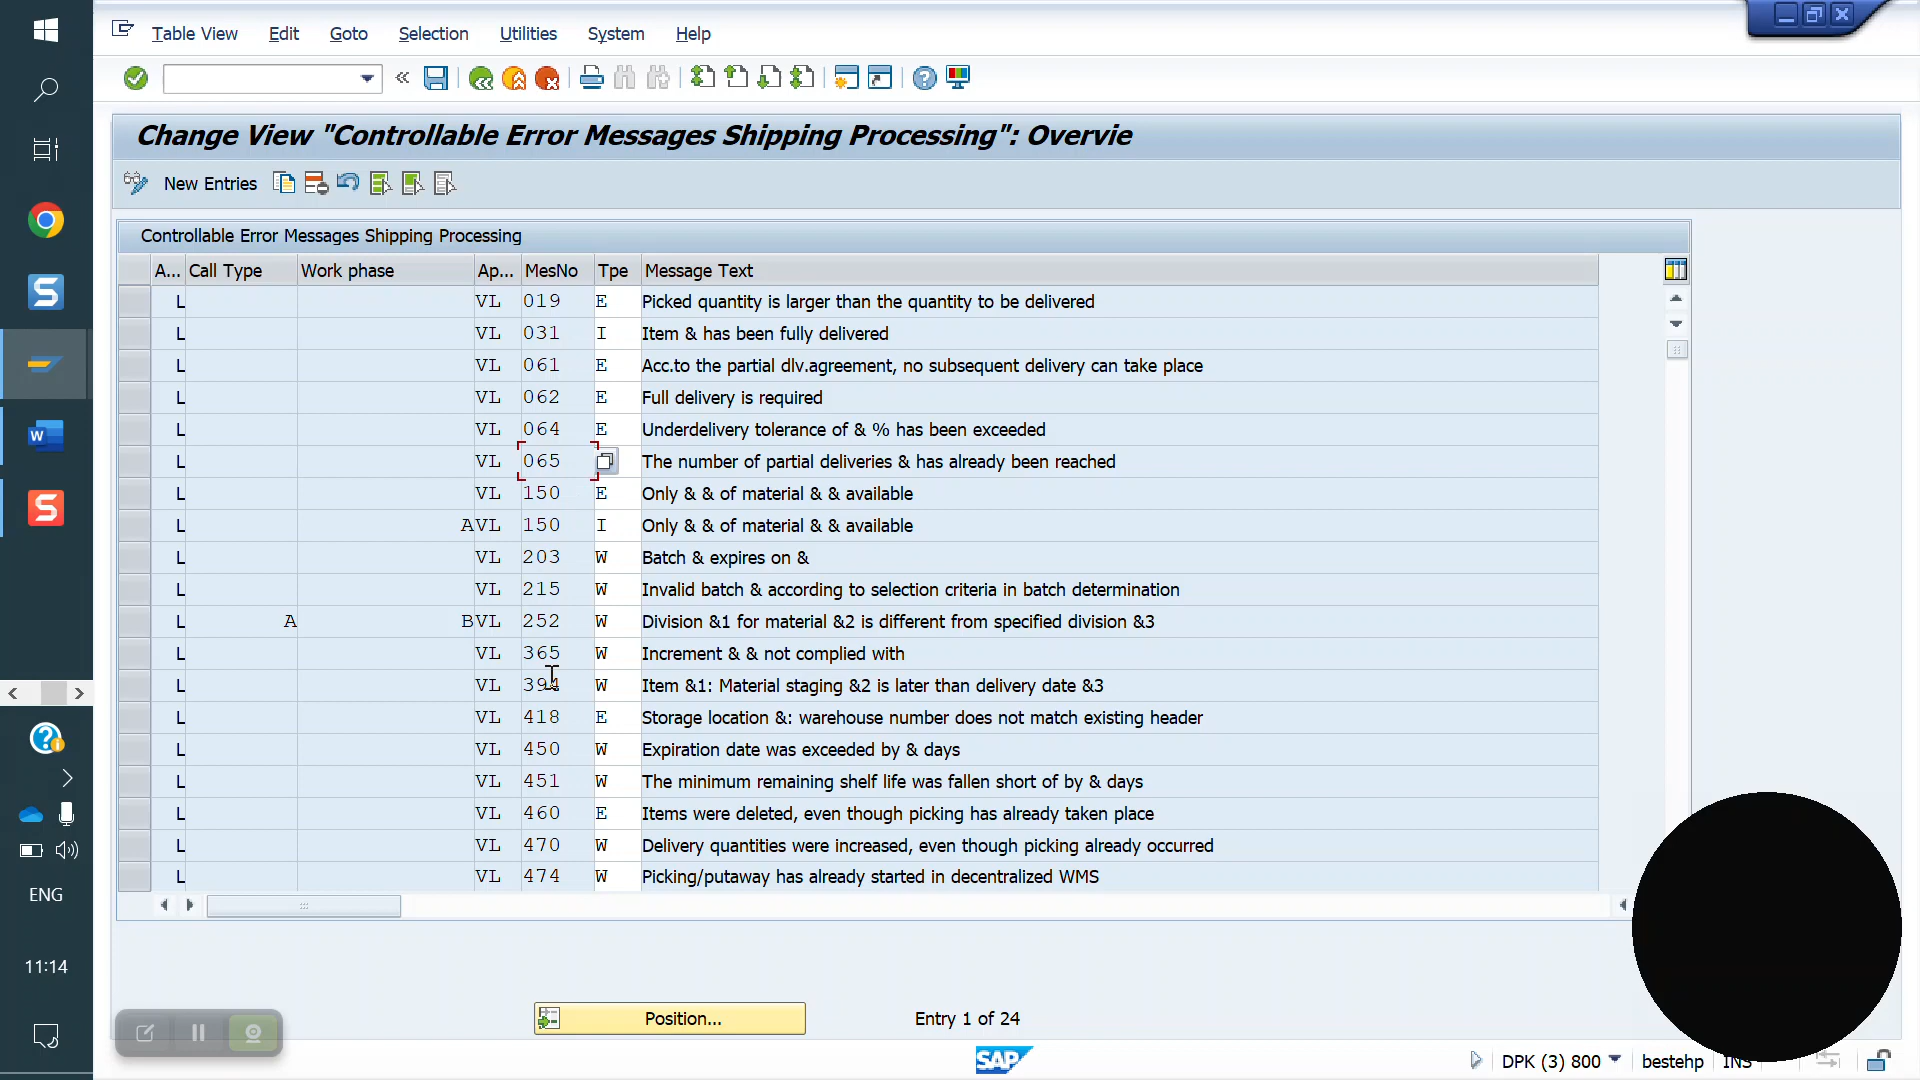 Table View Edit Goto Selection Utilities System Help
Change View "Controllable Error Messages Shipping Processing": Overvie
New Entries
Controllable Error Messages Shipping Processing
A... Call Type Work phase Ap... MesNo Tpe Message Text
L VL 019 E Picked quantity is larger than the quantity to be delivered
L VL 031 I Item & has been fully delivered
L VL 061 E Acc.to the partial dlv.agreement, no subsequent delivery can take place
L VL 062 E Full delivery is required
L VL 064 E Underdelivery tolerance of & % has been exceeded
L VL 065 The number of partial deliveries & has already been reached
L VL 150 E Only & & of material & & available
L A VL 150 I Only & & of material & & available
L VL 203 W Batch & expires on &
L VL 215 W Invalid batch & according to selection criteria in batch determination
L A B VL 252 W Division &1 for material &2 is different from specified division &3
L VL 365 W Increment & & not complied with
L VL 394 W Item &1: Material staging &2 is later than delivery date &3
L VL 418 E Storage location &: warehouse number does not match existing header
L VL 450 W Expiration date was exceeded by & days
L VL 451 W The minimum remaining shelf life was fallen short of by & days
L VL 460 E Items were deleted, even though picking has already taken place
L VL 470 W Delivery quantities were increased, even though picking already occurred
L VL 474 W Picking/putaway has already started in decentralized WMS
Position... Entry 1 of 24
SAP DPK (3) 800 bestehp INS
ENG
11:14